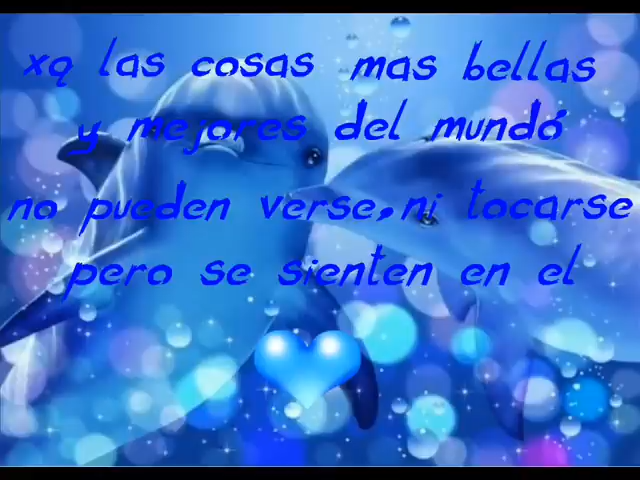 xq las cosas mas bellas
y mejores del mundó
no pueden verse, ni tocarse
pero se sienten en el